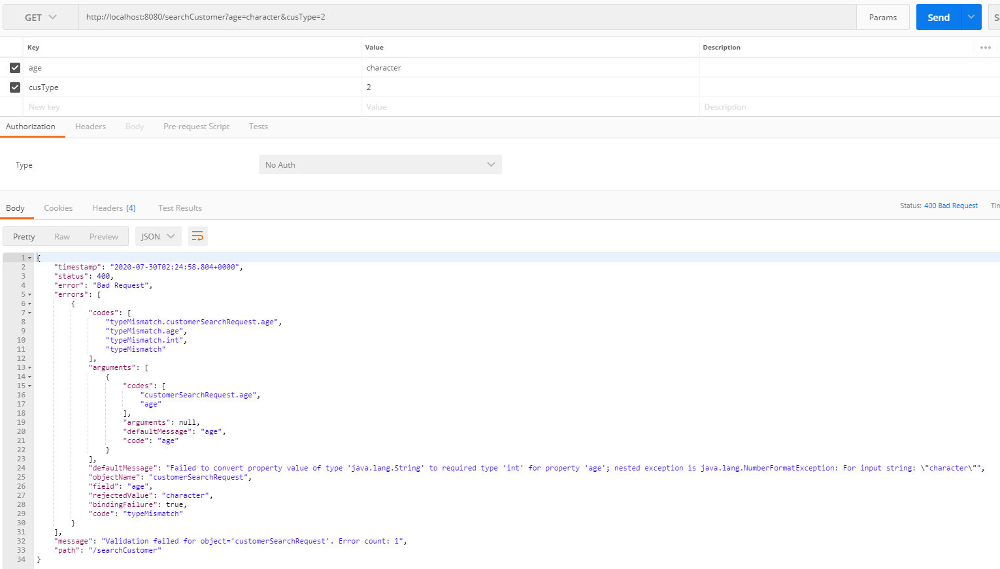 GET http://localhost:8080/searchCustomer?age=character&cusType=2 Params Send
Key Value Description
age character
cusType 2
New key Value Description
Authorization Headers Body Pre-request Script Tests
Type No Auth
Body Cookies Headers (4) Test Results Status: 400 Bad Request
Pretty Raw Preview JSON
1 {
2 "timestamp": "2020-07-30T02:24:58.804+0000",
3 "status": 400,
4 "error": "Bad Request",
5 "errors": [
6 {
7 "codes": [
8 "typeMismatch.customerSearchRequest.age",
9 "typeMismatch.age",
10 "typeMismatch.int",
11 "typeMismatch"
12 ],
13 "arguments": [
14 {
15 "codes": [
16 "customerSearchRequest.age",
17 "age"
18 ],
19 "arguments": null,
20 "defaultMessage": "age",
21 "code": "age"
22 }
23 ],
24 "defaultMessage": "Failed to convert property value of type 'java.lang.String' to required type 'int' for property 'age'; nested exception is java.lang.NumberFormatException: For input string: \"character\"",
25 "objectName": "customerSearchRequest",
26 "field": "age",
27 "rejectedValue": "character",
28 "bindingFailure": true,
29 "code": "typeMismatch"
30 }
31 ],
32 "message": "Validation failed for object='customerSearchRequest'. Error count: 1",
33 "path": "/searchCustomer"
34 }